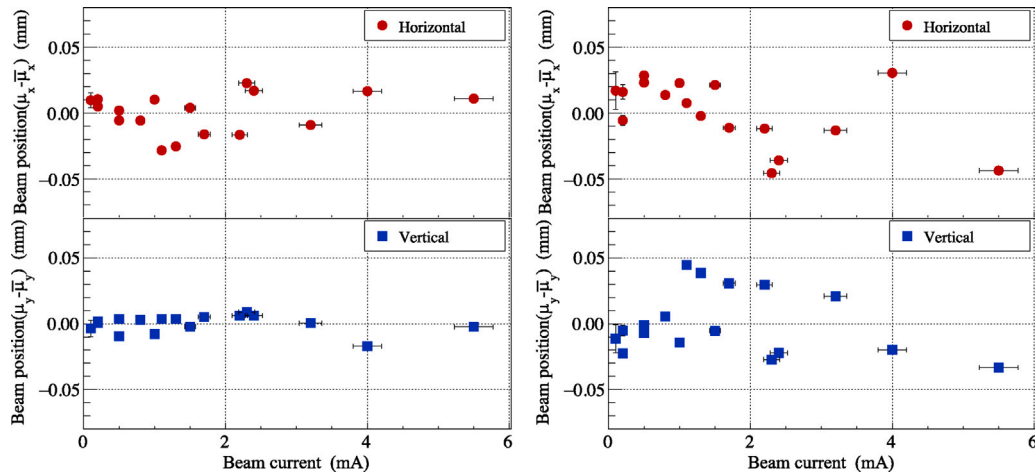 Beam position(μx-μ̅x) (mm)
0.05
0.00
−0.05
Horizontal
Beam position(μy-μ̅y) (mm)
0.05
0.00
−0.05
Vertical
0 2 4 6
Beam current (mA)
Beam position(μx-μ̅x) (mm)
0.05
0.00
−0.05
Horizontal
Beam position(μy-μ̅y) (mm)
0.05
0.00
−0.05
Vertical
0 2 4 6
Beam current (mA)